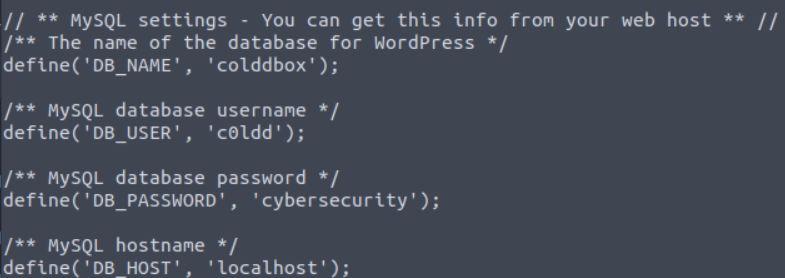 // ** MySQL settings - You can get this info from your web host ** //
/** The name of the database for WordPress */
define('DB_NAME', 'colddbox');
/** MySQL database username */
define('DB_USER', 'c0ldd');
/** MySQL database password */
define('DB_PASSWORD', 'cybersecurity');
/** MySQL hostname */
define('DB_HOST', 'localhost');